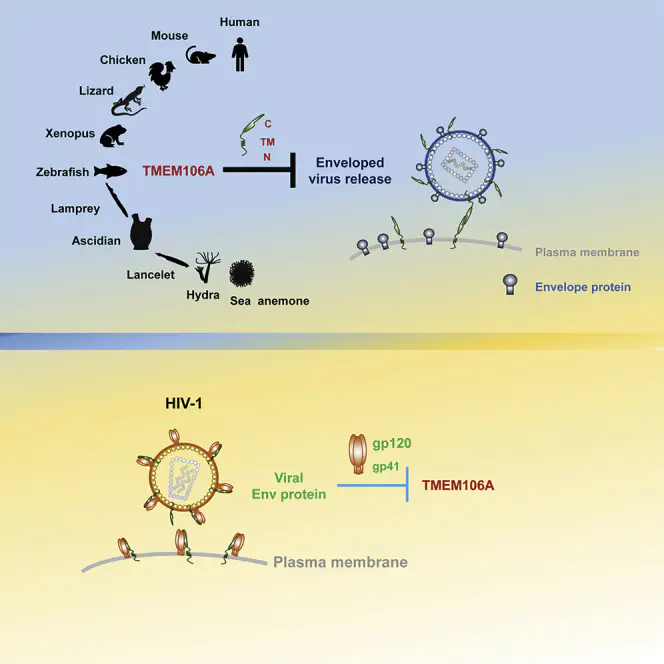 Human
Mouse
Chicken
Lizard
Xenopus
Zebrafish
Lamprey
Ascidian
Lancelet
Hydra
Sea anemone
TMEM106A
C
TM
N
Enveloped
virus release
Plasma membrane
Envelope protein
HIV-1
gp120
gp41
Viral
Env protein
TMEM106A
Plasma membrane